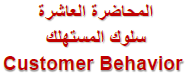 المحاضرة العاشرة
سلوك المستهلك
Customer Behavior